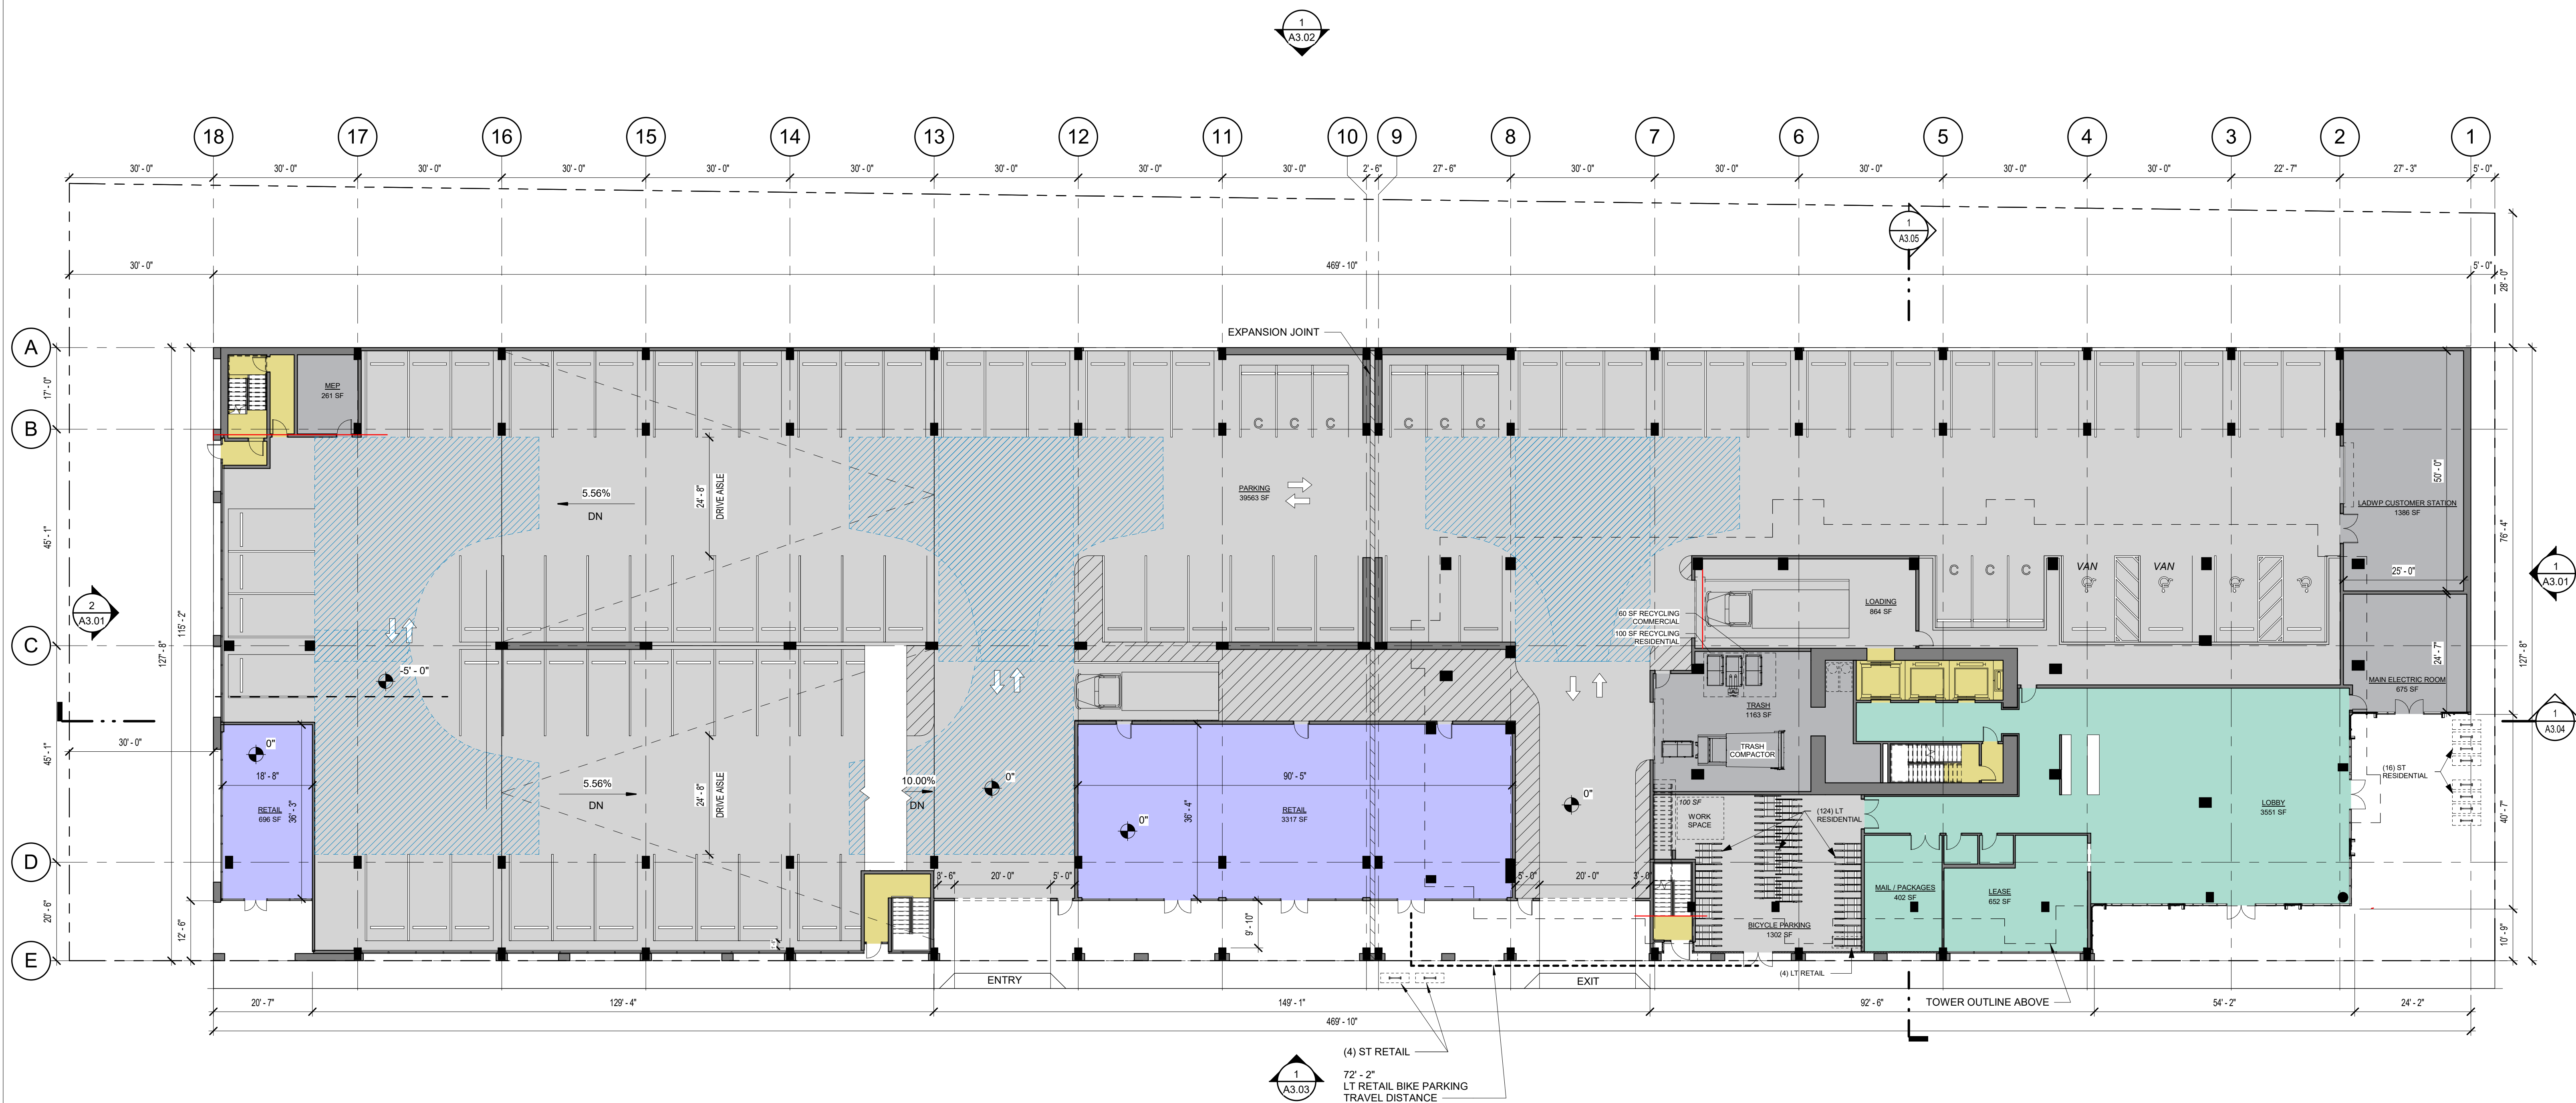 1
A3.02
18
17
16
15
14
13
12
11
10
9
8
7
6
5
4
3
2
1
30' - 0"
30' - 0"
30' - 0"
30' - 0"
30' - 0"
30' - 0"
30' - 0"
30' - 0"
30' - 0"
2' - 6"
27' - 6"
30' - 0"
30' - 0"
30' - 0"
30' - 0"
30' - 0"
22' - 7"
27' - 3"
5' - 0"
1
A3.05
30' - 0"
469' - 10"
5' - 0"
28' - 0"
EXPANSION JOINT
A
B
C
D
E
17' - 0"
45' - 1"
45' - 1"
20' - 6"
127' - 8"
115' - 2"
12' - 6"
30' - 0"
2
A3.01
MEP
261 SF
C C C
C C C
5.56%
DN
24' - 8"
DRIVE AISLE
PARKING
39563 SF
50' - 0"
LADWP CUSTOMER STATION
1386 SF
25' - 0"
76' - 4"
127' - 8"
1
A3.01
C C C
VAN
VAN
LOADING
864 SF
60 SF RECYCLING
COMMERCIAL
100 SF RECYCLING
RESIDENTIAL
-5' - 0"
24' - 7"
MAIN ELECTRIC ROOM
675 SF
TRASH
1163 SF
TRASH
COMPACTOR
1
A3.04
0"
18' - 8"
36' - 3"
RETAIL
696 SF
5.56%
DN
24' - 8"
DRIVE AISLE
10.00%
DN
0"
90' - 5"
36' - 4"
RETAIL
3317 SF
0"
0"
100 SF
WORK
SPACE
(124) LT
RESIDENTIAL
LOBBY
3551 SF
(16) ST
RESIDENTIAL
40' - 7"
10' - 9"
3' - 6"
20' - 0"
5' - 0"
5' - 0"
20' - 0"
3' - 0"
9' - 10"
MAIL / PACKAGES
402 SF
LEASE
652 SF
BICYCLE PARKING
1302 SF
(4) LT RETAIL
ENTRY
EXIT
TOWER OUTLINE ABOVE
20' - 7"
129' - 4"
149' - 1"
92' - 6"
54' - 2"
24' - 2"
469' - 10"
1
A3.03
(4) ST RETAIL
72' - 2"
LT RETAIL BIKE PARKING
TRAVEL DISTANCE